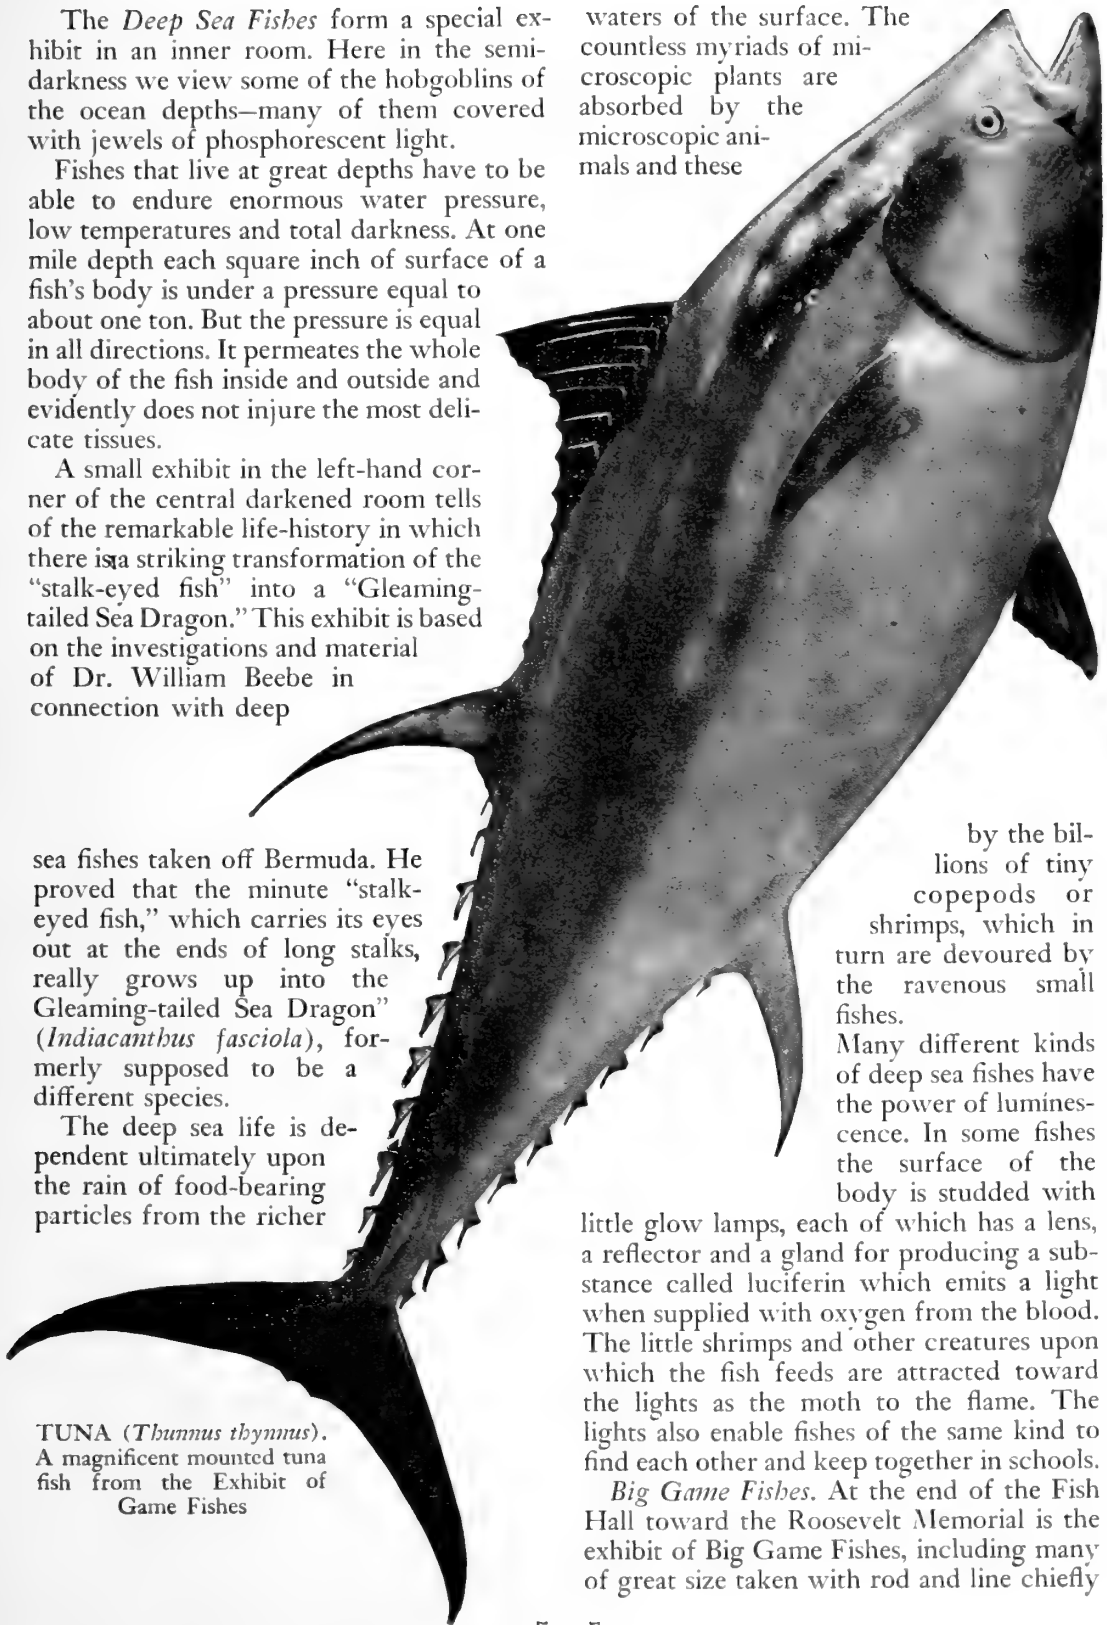 The Deep Sea Fishes form a special ex-
hibit in an inner room. Here in the semi-
darkness we view some of the hobgoblins of
the ocean depths—many of them covered
with jewels of phosphorescent light.
Fishes that live at great depths have to be
able to endure enormous water pressure,
low temperatures and total darkness. At one
mile depth each square inch of surface of a
fish's body is under a pressure equal to
about one ton. But the pressure is equal
in all directions. It permeates the whole
body of the fish inside and outside and
evidently does not injure the most deli-
cate tissues.
A small exhibit in the left-hand cor-
ner of the central darkened room tells
of the remarkable life-history in which
there is a striking transformation of the
"stalk-eyed fish" into a "Gleaming-
tailed Sea Dragon." This exhibit is based
on the investigations and material
of Dr. William Beebe in
connection with deep
sea fishes taken off Bermuda. He
proved that the minute "stalk-
eyed fish," which carries its eyes
out at the ends of long stalks,
really grows up into the
Gleaming-tailed Sea Dragon"
(Indiacanthus fasciola), for-
merly supposed to be a
different species.
The deep sea life is de-
pendent ultimately upon
the rain of food-bearing
particles from the richer
TUNA (Thunnus thynnus).
A magnificent mounted tuna
fish from the Exhibit of
Game Fishes
waters of the surface. The
countless myriads of mi-
croscopic plants are
absorbed by the
microscopic ani-
mals and these
by the bil-
lions of tiny
copepods or
shrimps, which in
turn are devoured by
the ravenous small
fishes.
Many different kinds
of deep sea fishes have
the power of lumines-
cence. In some fishes
the surface of the
body is studded with
little glow lamps, each of which has a lens,
a reflector and a gland for producing a sub-
stance called luciferin which emits a light
when supplied with oxygen from the blood.
The little shrimps and other creatures upon
which the fish feeds are attracted toward
the lights as the moth to the flame. The
lights also enable fishes of the same kind to
find each other and keep together in schools.
Big Game Fishes. At the end of the Fish
Hall toward the Roosevelt Memorial is the
exhibit of Big Game Fishes, including many
of great size taken with rod and line chiefly